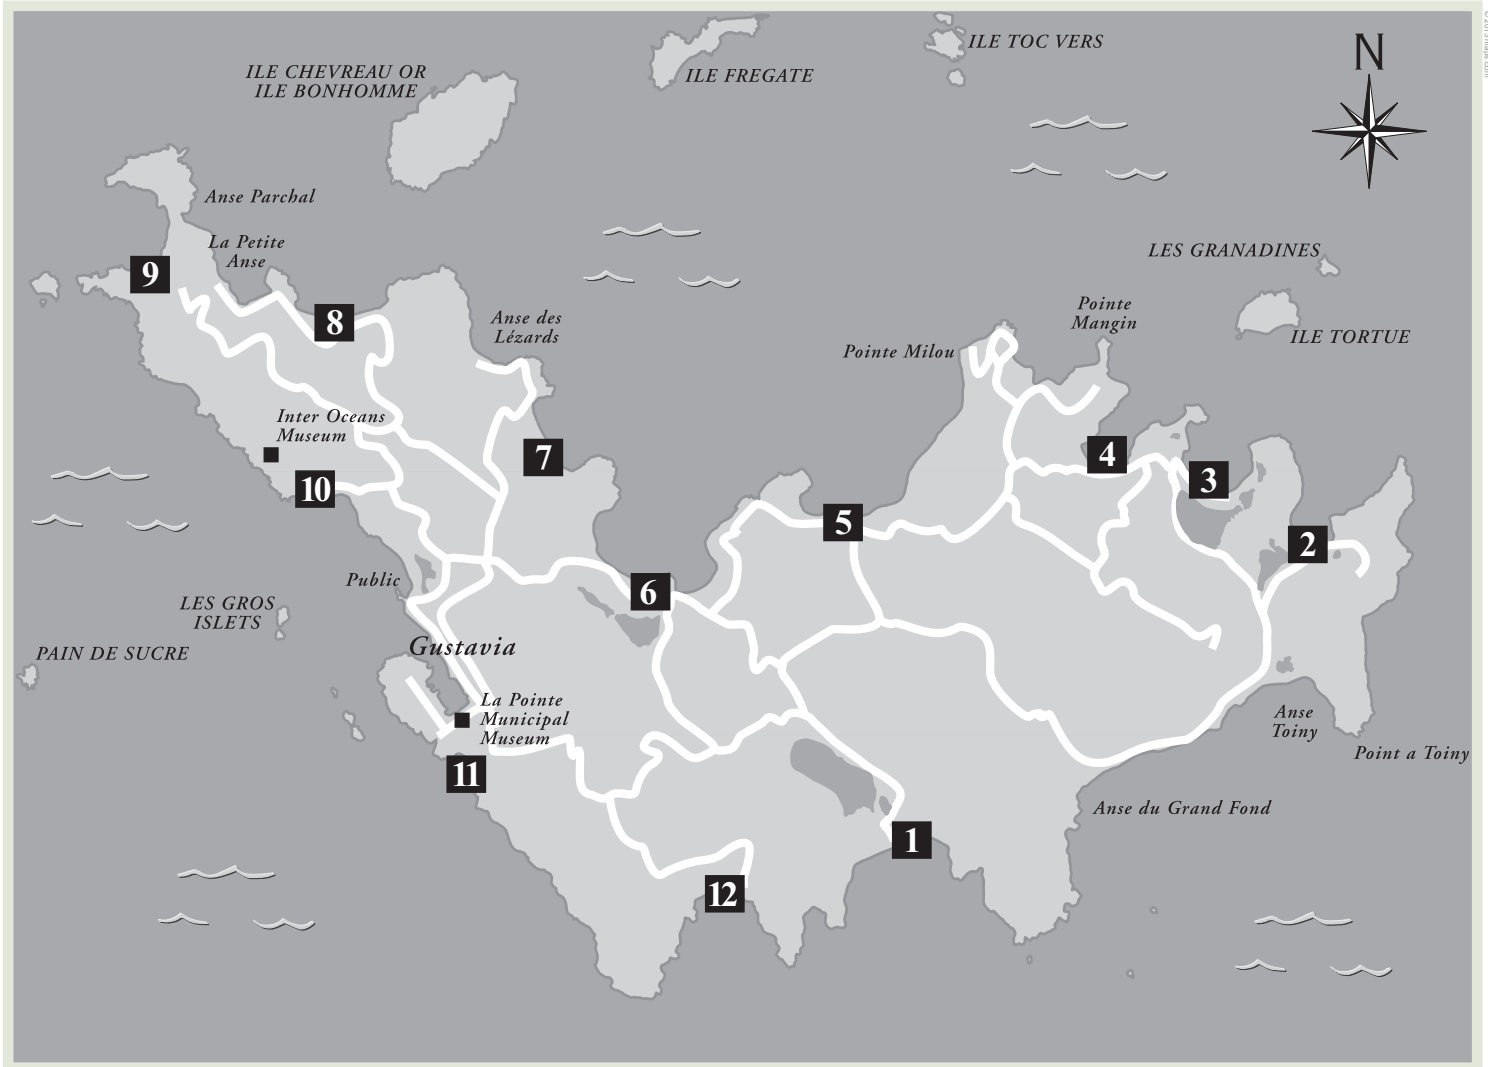 ILE TOC VERS
N
ILE CHEVREAU OR
ILE BONHOMME
ILE FREGATE
Anse Parchal
La Petite
Anse
LES GRANADINES
9
8
Anse des
Lézards
Pointe
Mangin
ILE TORTUE
Pointe Milou
Inter Oceans
Museum
7
4
3
10
5
2
Public
6
LES GROS
ISLETS
Gustavia
PAIN DE SUCRE
La Pointe
Municipal
Museum
Anse
Toiny
Point a Toiny
11
Anse du Grand Fond
1
12